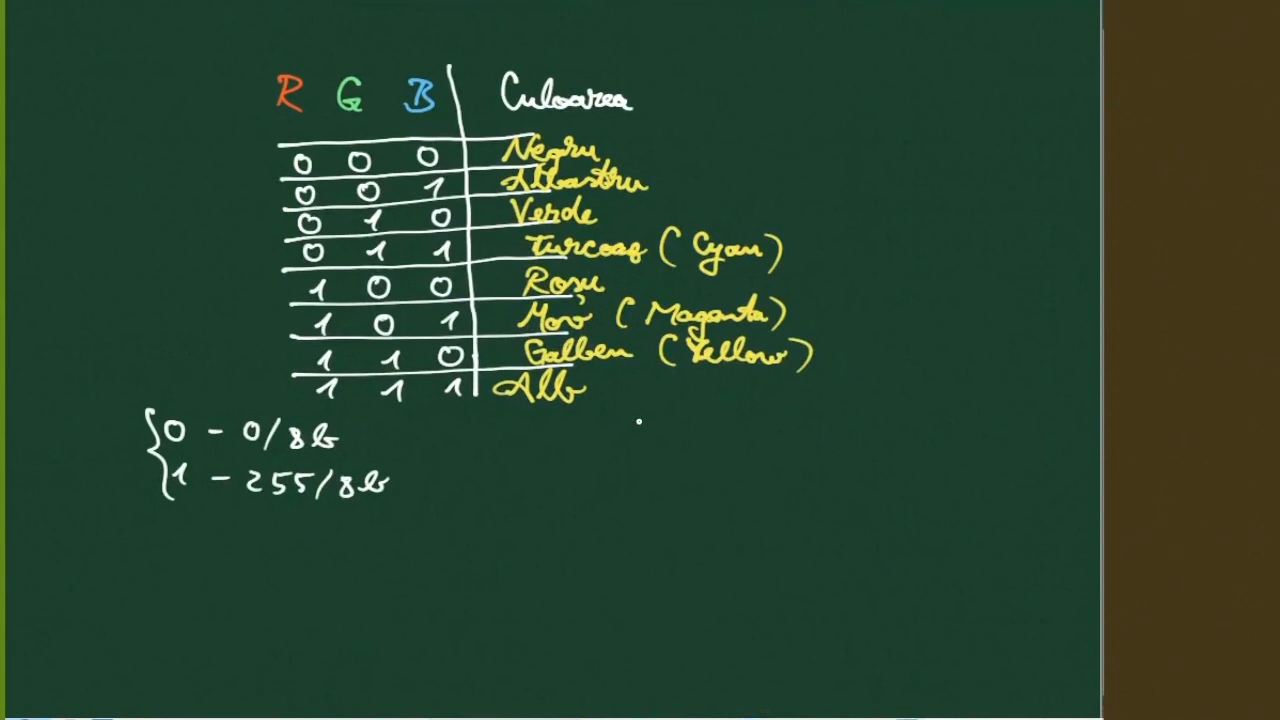 R G B Culoarea
0 0 0 Negru
0 0 1 Albastru
0 1 0 Verde
0 1 1 Turcoaz (Cyan)
1 0 0 Roșu
1 0 1 Mov (Maganta)
1 1 0 Galben (Yellow)
1 1 1 Alb
0 - 0/8b
1 - 255/8b